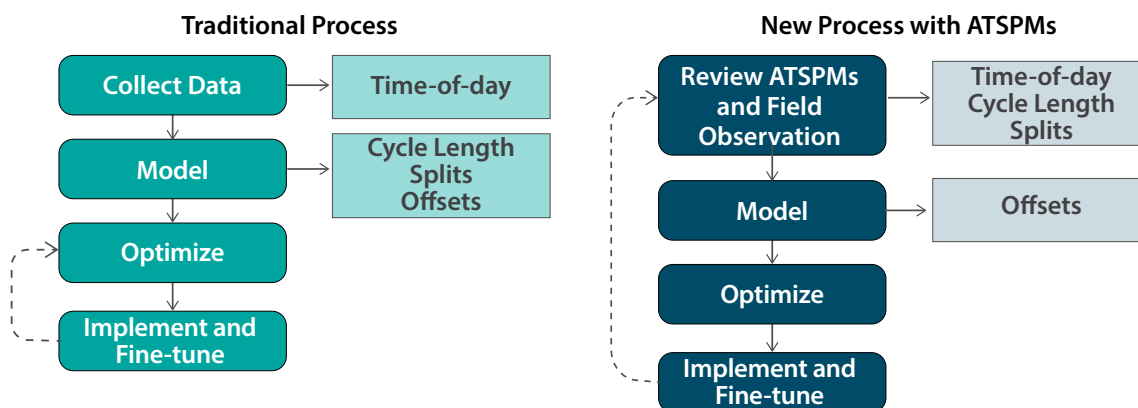 Traditional Process
Collect Data
Time-of-day
Model
Cycle Length
Splits
Offsets
Optimize
Implement and
Fine-tune
New Process with ATSPMs
Review ATSPMs
and Field
Observation
Time-of-day
Cycle Length
Splits
Model
Offsets
Optimize
Implement and
Fine-tune